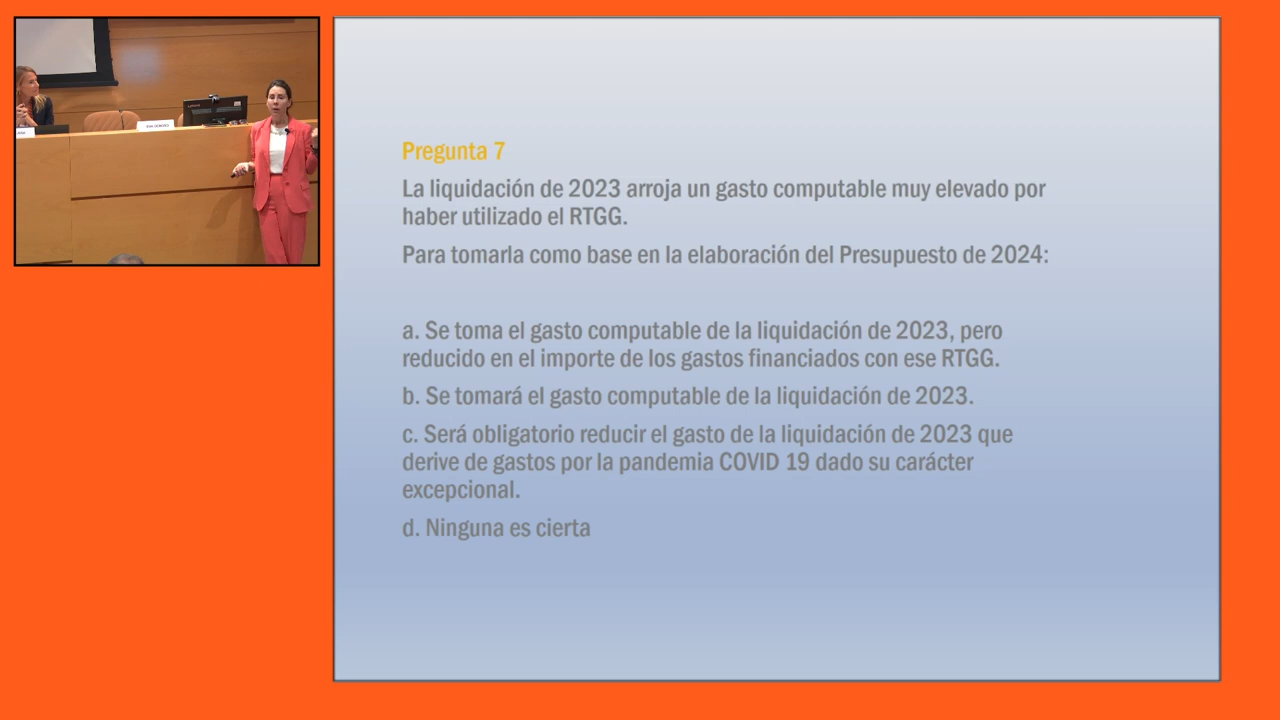 Pregunta 7
La liquidación de 2023 arroja un gasto computable muy elevado por
haber utilizado el RTGG.
Para tomarla como base en la elaboración del Presupuesto de 2024:
a. Se toma el gasto computable de la liquidación de 2023, pero
reducido en el importe de los gastos financiados con ese RTGG.
b. Se tomará el gasto computable de la liquidación de 2023.
c. Será obligatorio reducir el gasto de la liquidación de 2023 que
derive de gastos por la pandemia COVID 19 dado su carácter
excepcional.
d. Ninguna es cierta